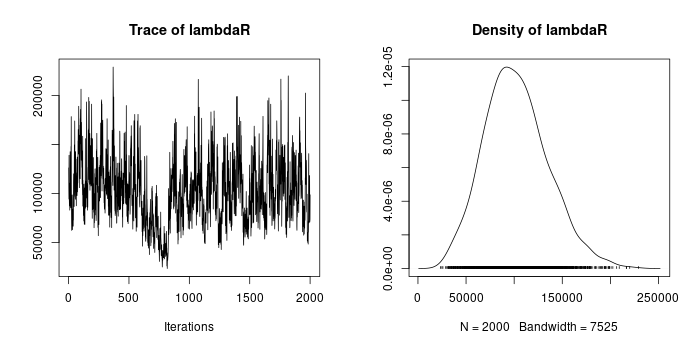 Trace of lambdaR
200000
100000
50000
0
500
1000
1500
2000
Iterations
Density of lambdaR
1.2e-05
8.0e-06
4.0e-06
0.0e+00
0
50000
150000
250000
N = 2000 Bandwidth = 7525